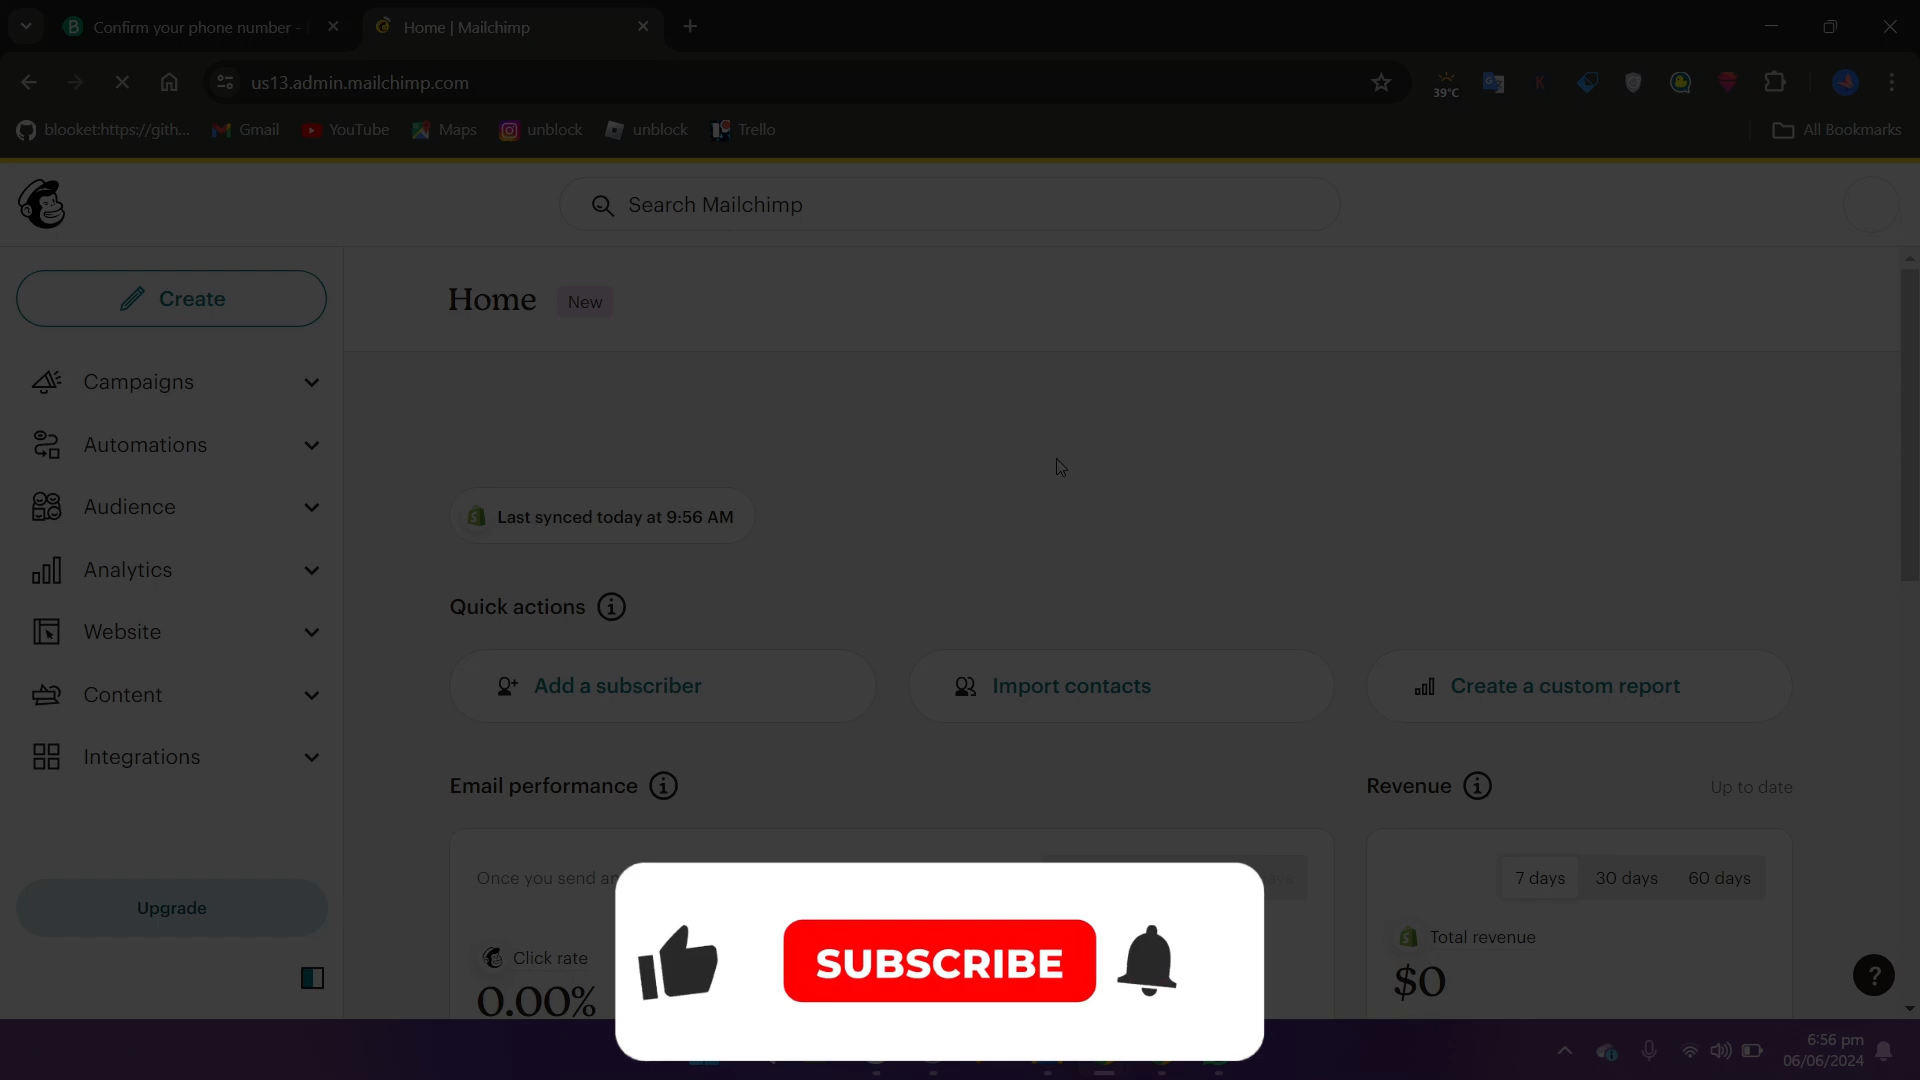 Confirm your phone number -
Home | Mailchimp
us13.admin.mailchimp.com
39°C
blooket:https://gith...
Gmail
YouTube
Maps
unblock
unblock
Trello
All Bookmarks
Search Mailchimp
Create
Home
New
Campaigns
Automations
Audience
Analytics
Website
Content
Integrations
Upgrade
Last synced today at 9:56 AM
Quick actions
Add a subscriber
Import contacts
Create a custom report
Email performance
Revenue
Up to date
Once you send an
7 days
30 days
60 days
Click rate
0.00%
Total revenue
$0
SUBSCRIBE
?
6:56 pm
06/06/2024